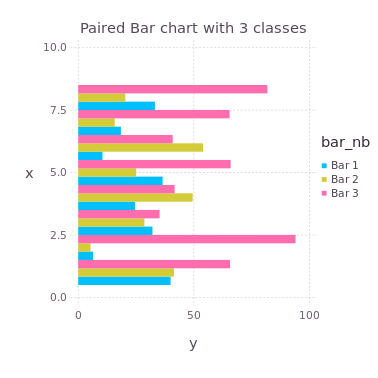 Paired Bar chart with 3 classes
10.0
7.5
5.0
2.5
0.0
x
0
50
100
y
bar_nb
Bar 1
Bar 2
Bar 3